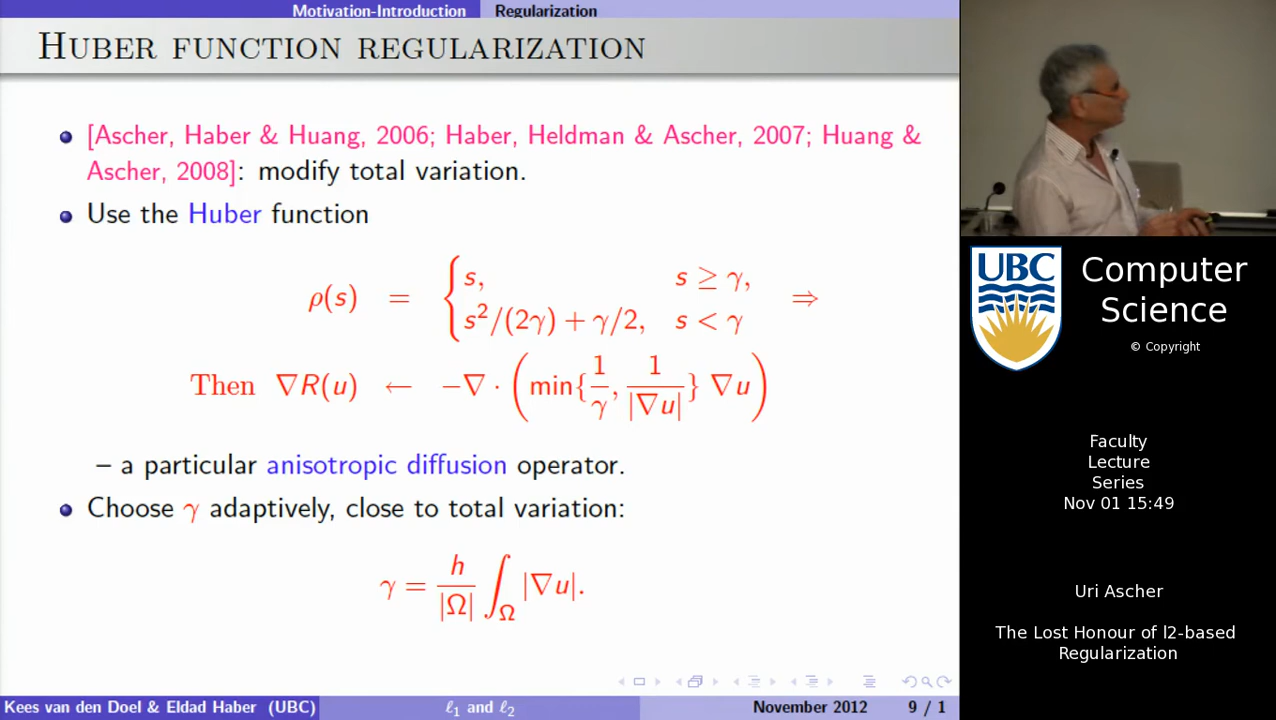 Motivation-Introduction Regularization
Huber function regularization
[Ascher, Haber & Huang, 2006; Haber, Heldman & Ascher, 2007; Huang &
Ascher, 2008]: modify total variation.
Use the Huber function
ρ(s) = { s, s ≥ γ, ⇒
s²/(2γ) + γ/2, s < γ
Then ∇R(u) ← −∇ · ( min{ 1/γ , 1/|∇u| } ∇u )
– a particular anisotropic diffusion operator.
Choose γ adaptively, close to total variation:
γ = h/|Ω| ∫_Ω |∇u|.
Kees van den Doel & Eldad Haber (UBC) ℓ1 and ℓ2 November 2012 9 / 1
UBC
Computer
Science
© Copyright
Faculty
Lecture
Series
Nov 01 15:49
Uri Ascher
The Lost Honour of l2-based
Regularization